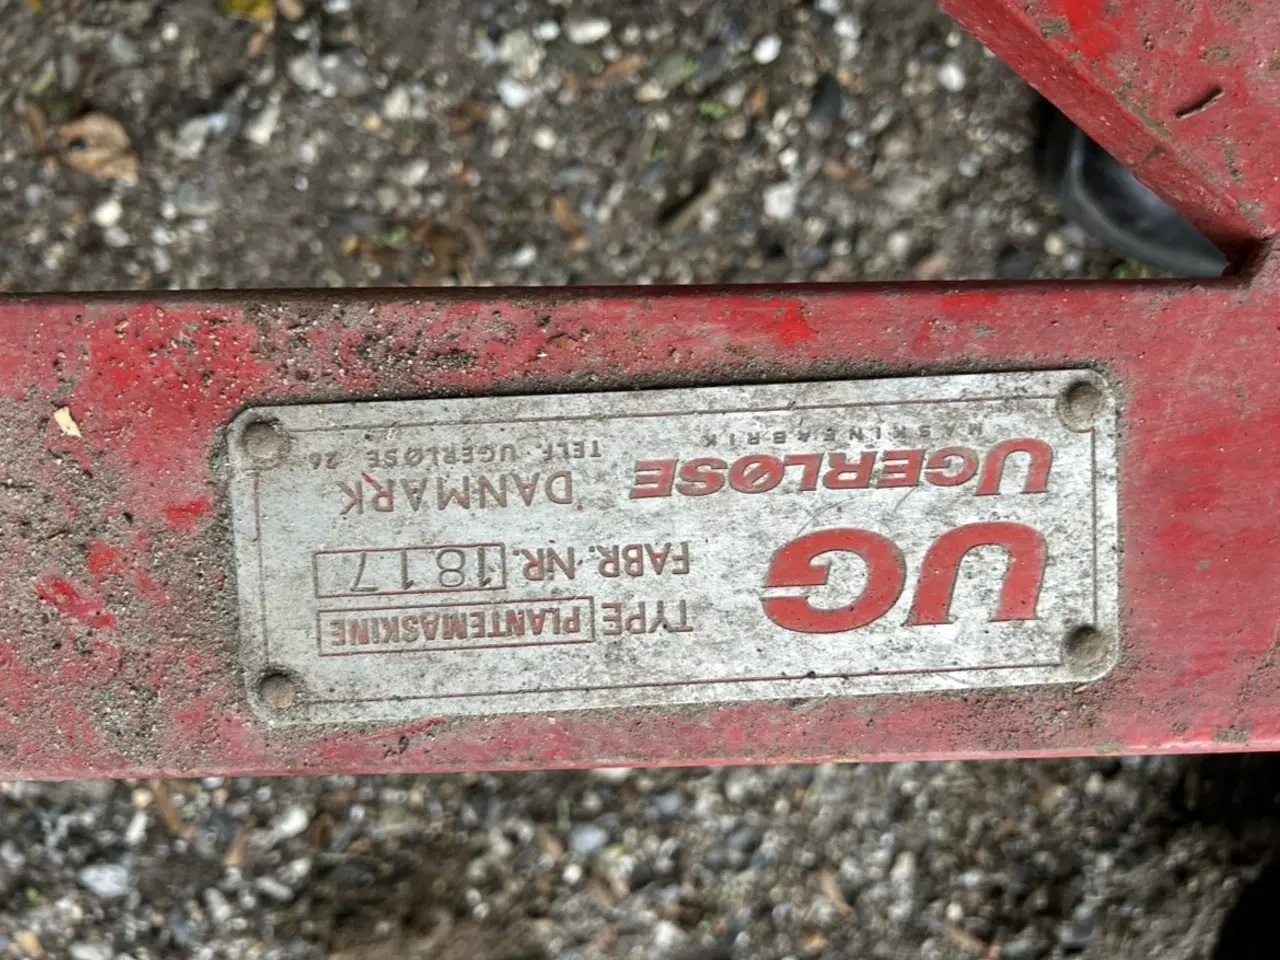 UG
TYPE PLANTEMASKINE
FABR. NR. 1817
UGERLØSE
DANMARK
MASKINFABRIK
TELF. UGERLØSE 26